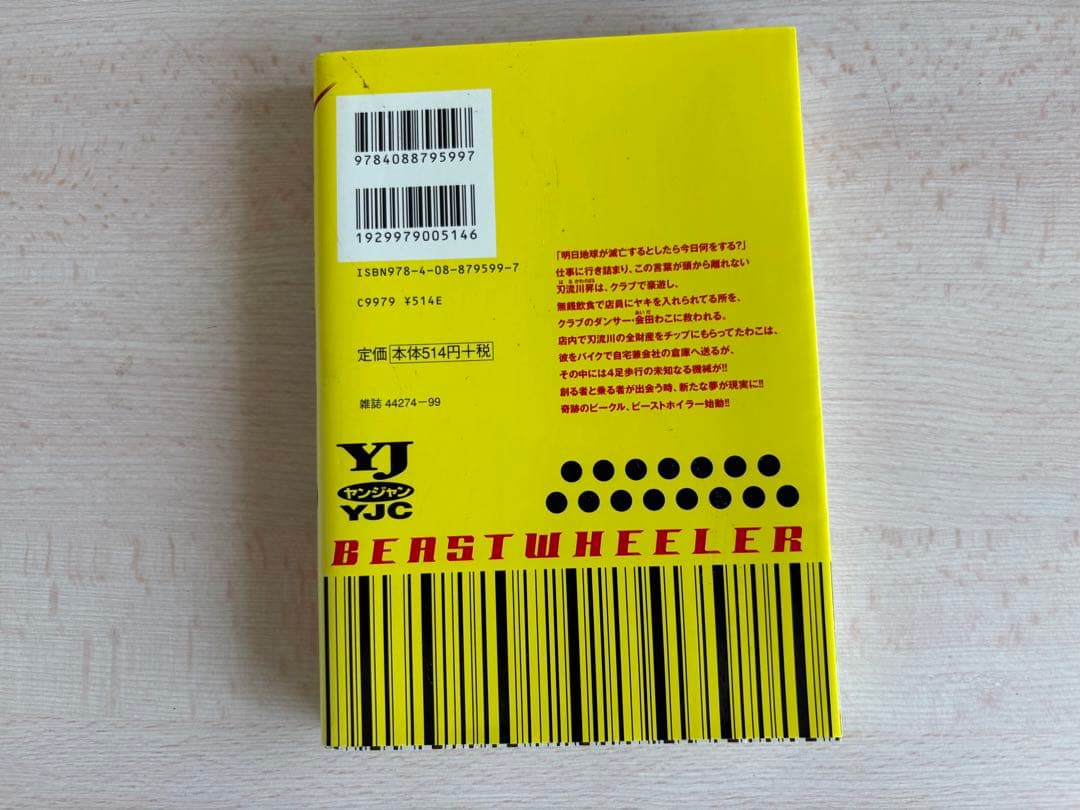 9784088795997
1929979005146
ISBN978-4-08-879599-7
C9979 ¥514E
定価 本体514円+税
雑誌 44274-99
「明日地球が滅亡するとしたら今日何をする?」
仕事に行き詰まり、この言葉が頭から離れない
はるかわのぼる
刃流川昇は、クラブで豪遊し、
無銭飲食で店員にヤキを入れられてる所を、
あいだ
クラブのダンサー・会田わこに救われる。
店内で刃流川の全財産をチップにもらってたわこは、
彼をバイクで自宅兼会社の倉庫へ送るが、
その中には4足歩行の未知なる機械が!!
創る者と乗る者が出会う時、新たな夢が現実に!!
奇跡のビークル、ビーストホイラー始動!!
YJ
ヤンジャン
YJC
BEASTWHEELER